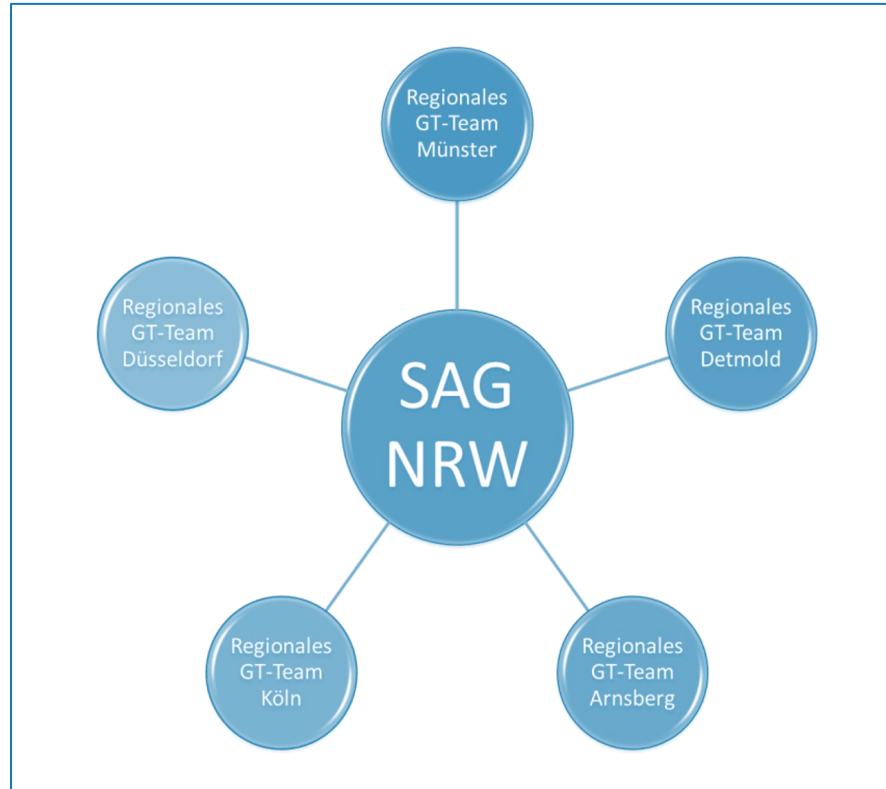 Regionales
GT-Team
Münster
Regionales
GT-Team
Düsseldorf
Regionales
GT-Team
Detmold
SAG
NRW
Regionales
GT-Team
Köln
Regionales
GT-Team
Arnsberg